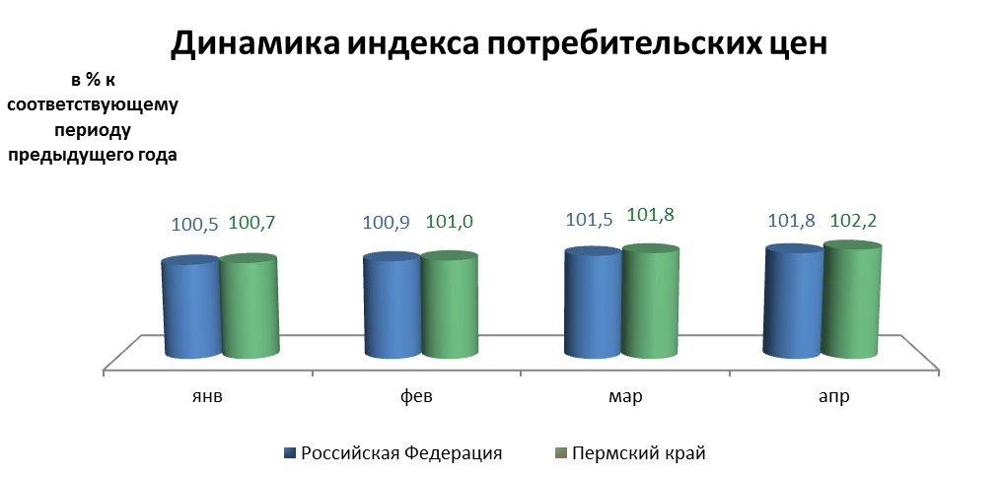 Динамика индекса потребительских цен
в % к
соответствующему
периоду
предыдущего года
100,5 100,7 100,9 101,0 101,5 101,8 101,8 102,2
янв фев мар апр
Российская Федерация Пермский край